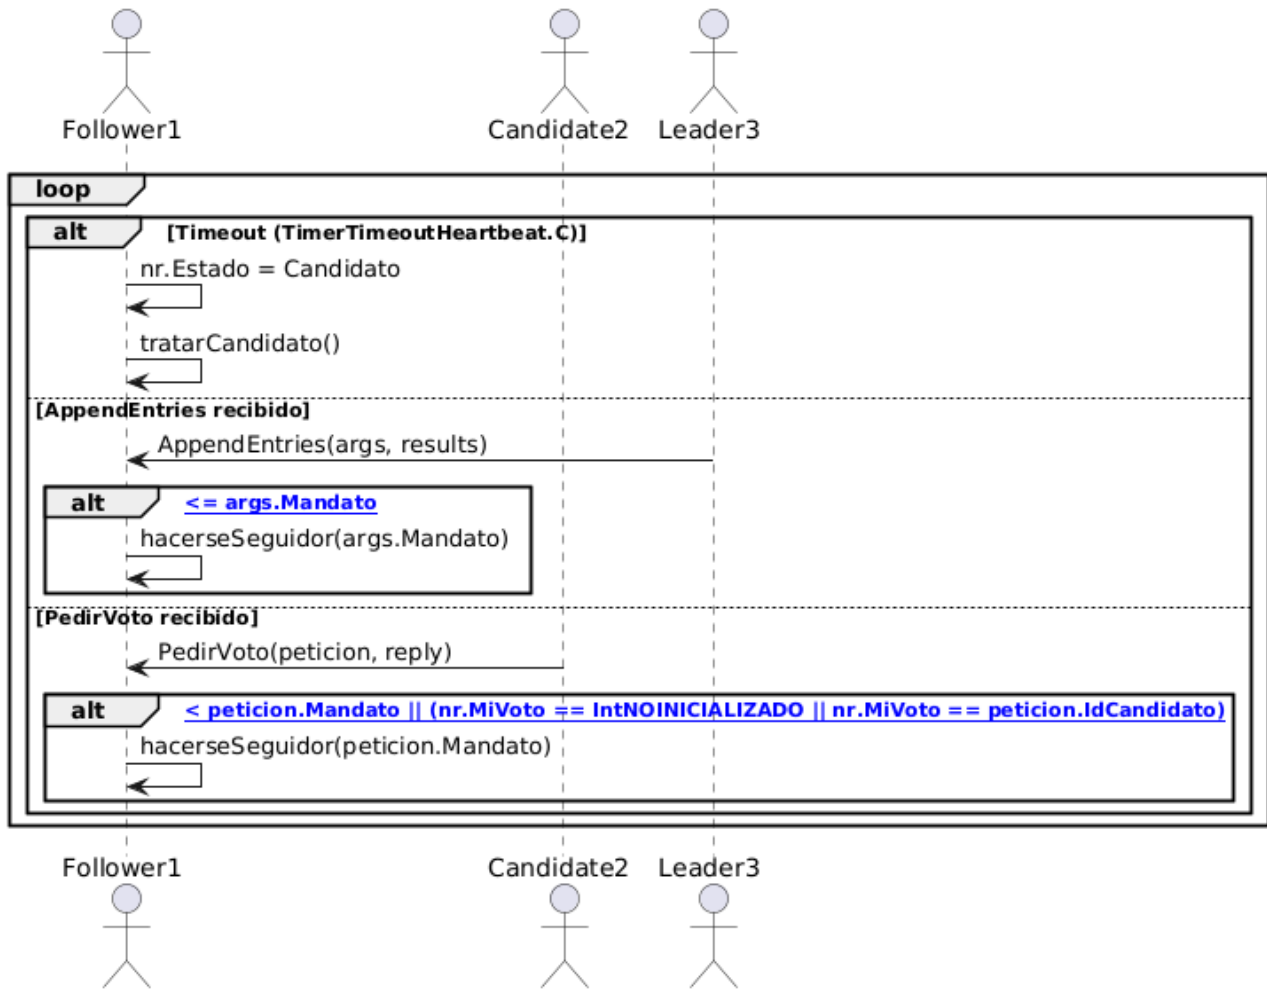 Follower1 Candidate2 Leader3
loop
alt [Timeout (TimerTimeoutHeartbeat.C)]
nr.Estado = Candidato
tratarCandidato()
[AppendEntries recibido]
AppendEntries(args, results)
alt <= args.Mandato
hacerseSeguidor(args.Mandato)
[PedirVoto recibido]
PedirVoto(peticion, reply)
alt < peticion.Mandato || (nr.MiVoto == IntNOINICIALIZADO || nr.MiVoto == peticion.IdCandidato)
hacerseSeguidor(peticion.Mandato)
Follower1 Candidate2 Leader3